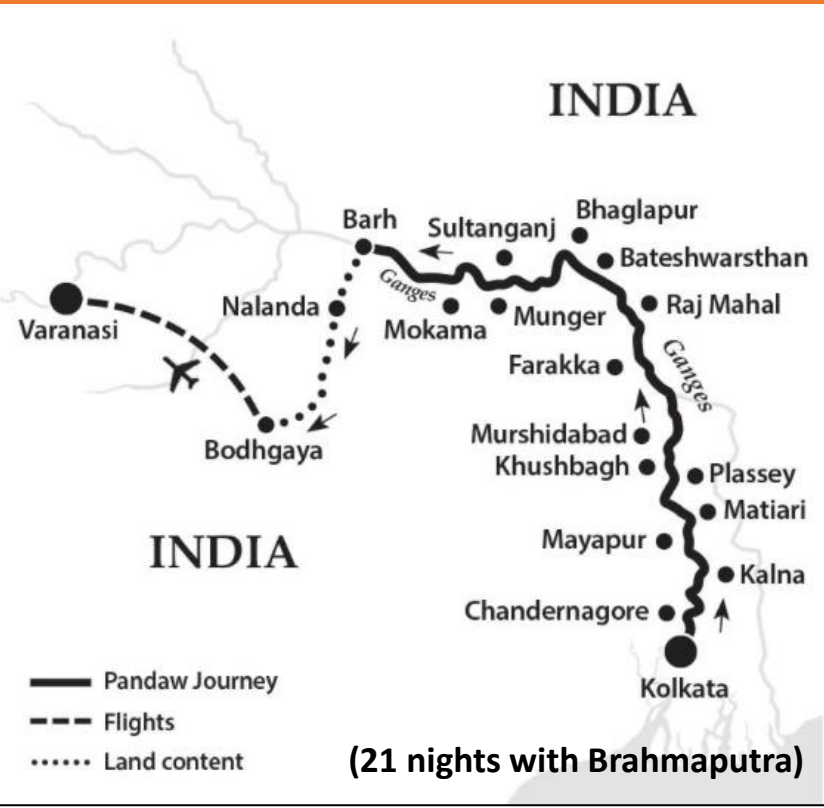 INDIA
Bhaglapur
Barh
Sultanganj
Bateshwarsthan
Ganges
Nalanda
Raj Mahal
Varanasi
Mokama
Munger
Ganges
Farakka
Bodhgaya
Murshidabad
Khushbagh
Plassey
Matiari
INDIA
Mayapur
Kalna
Chandernagore
Kolkata
Pandaw Journey
Flights
Land content
(21 nights with Brahmaputra)